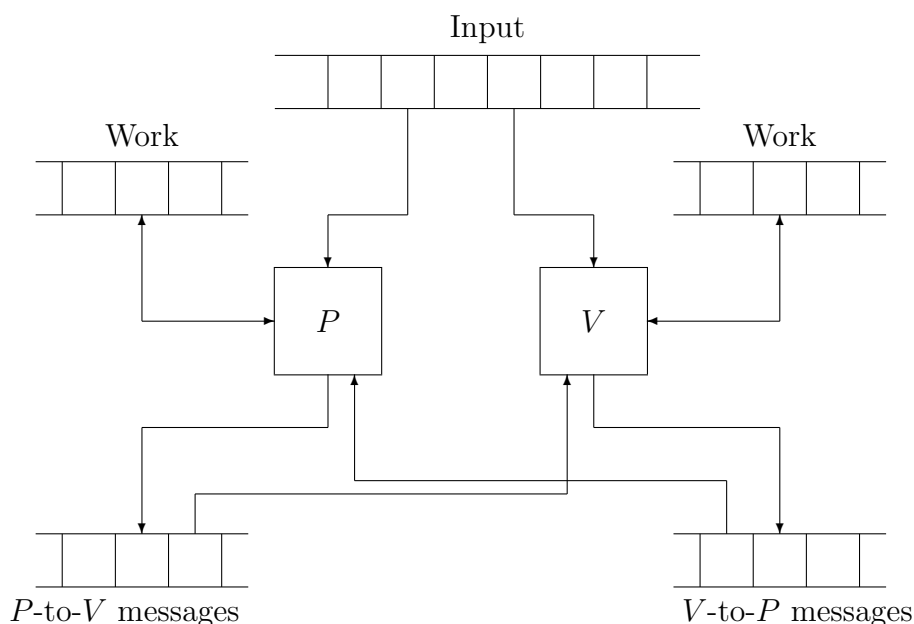 Input
Work
Work
P
V
P-to-V messages
V-to-P messages